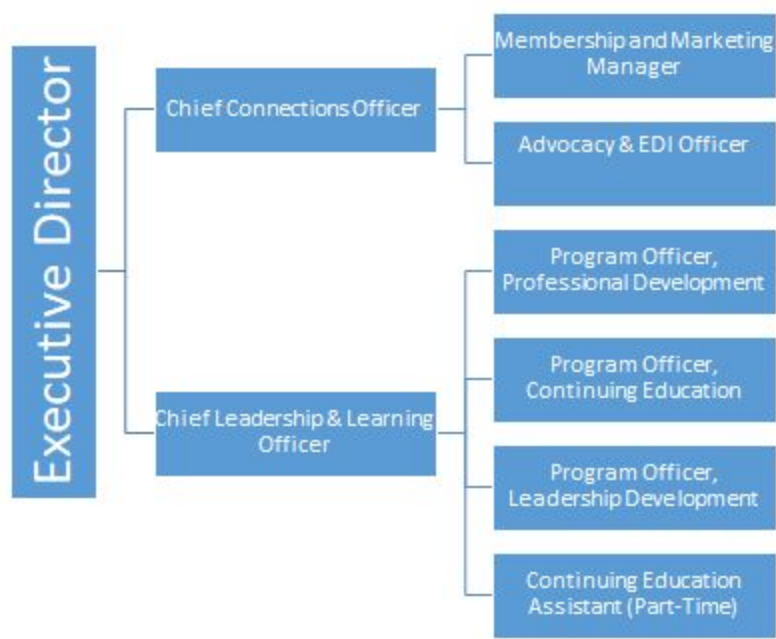 Executive Director
Chief Connections Officer
Membership and Marketing
Manager
Advocacy & EDI Officer
Chief Leadership & Learning
Officer
Program Officer,
Professional Development
Program Officer,
Continuing Education
Program Officer,
Leadership Development
Continuing Education
Assistant (Part-Time)